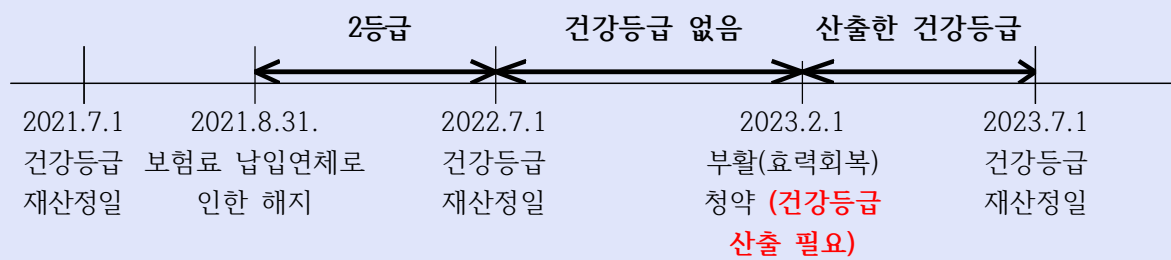 2등급 건강등급 없음 산출한 건강등급
2021.7.1 2021.8.31. 2022.7.1 2023.2.1 2023.7.1
건강등급 보험료 납입연체로 건강등급 부활(효력회복) 건강등급
재산정일 인한 해지 재산정일 청약 (건강등급 재산정일
산출 필요)